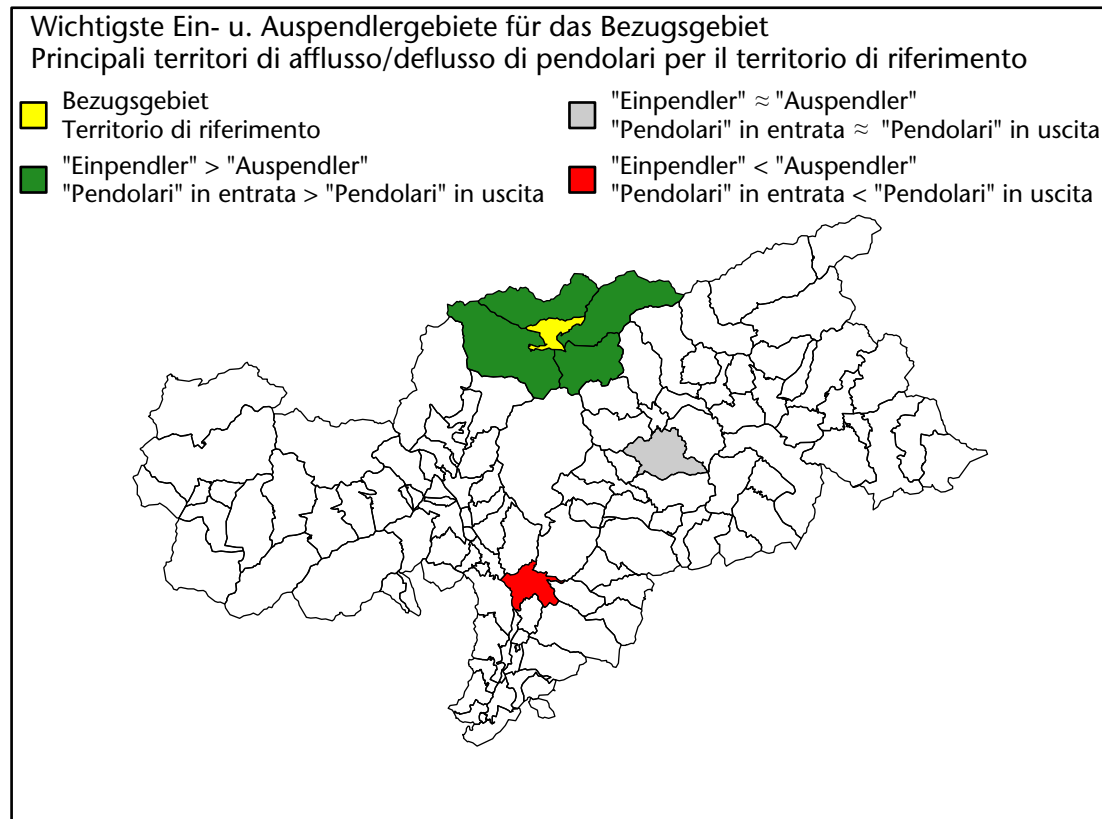 Wichtigste Ein- u. Auspendlergebiete für das Bezugsgebiet
Principali territori di afflusso/deflusso di pendolari per il territorio di riferimento
Bezugsgebiet
Territorio di riferimento
"Einpendler" > "Auspendler"
"Pendolari" in entrata > "Pendolari" in uscita
"Einpendler" ≈ "Auspendler"
"Pendolari" in entrata ≈ "Pendolari" in uscita
"Einpendler" < "Auspendler"
"Pendolari" in entrata < "Pendolari" in uscita